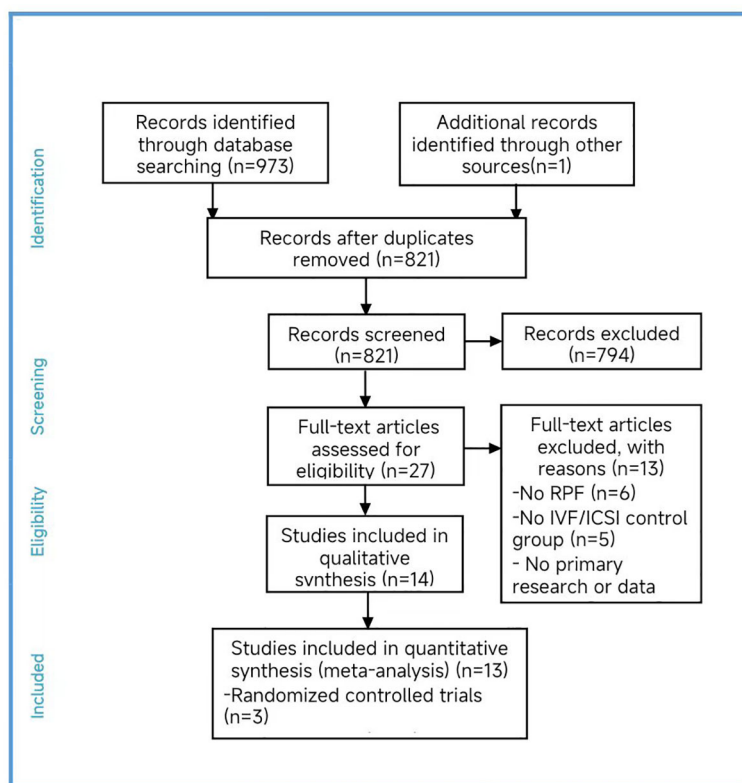 Identification
Records identified
through database
searching (n=973)
Additional records
identified through other
sources(n=1)
Records after duplicates
removed (n=821)
Screening
Records screened
(n=821)
Records excluded
(n=794)
Full-text articles
assessed for
eligibility (n=27)
Full-text articles
excluded, with
reasons (n=13)
-No RPF (n=6)
-No IVF/ICSI control
group (n=5)
- No primary
research or data
Eligibility
Studies included in
qualitative
synthesis (n=14)
Included
Studies included in quantitative
synthesis (meta-analysis) (n=13)
-Randomized controlled trials
(n=3)